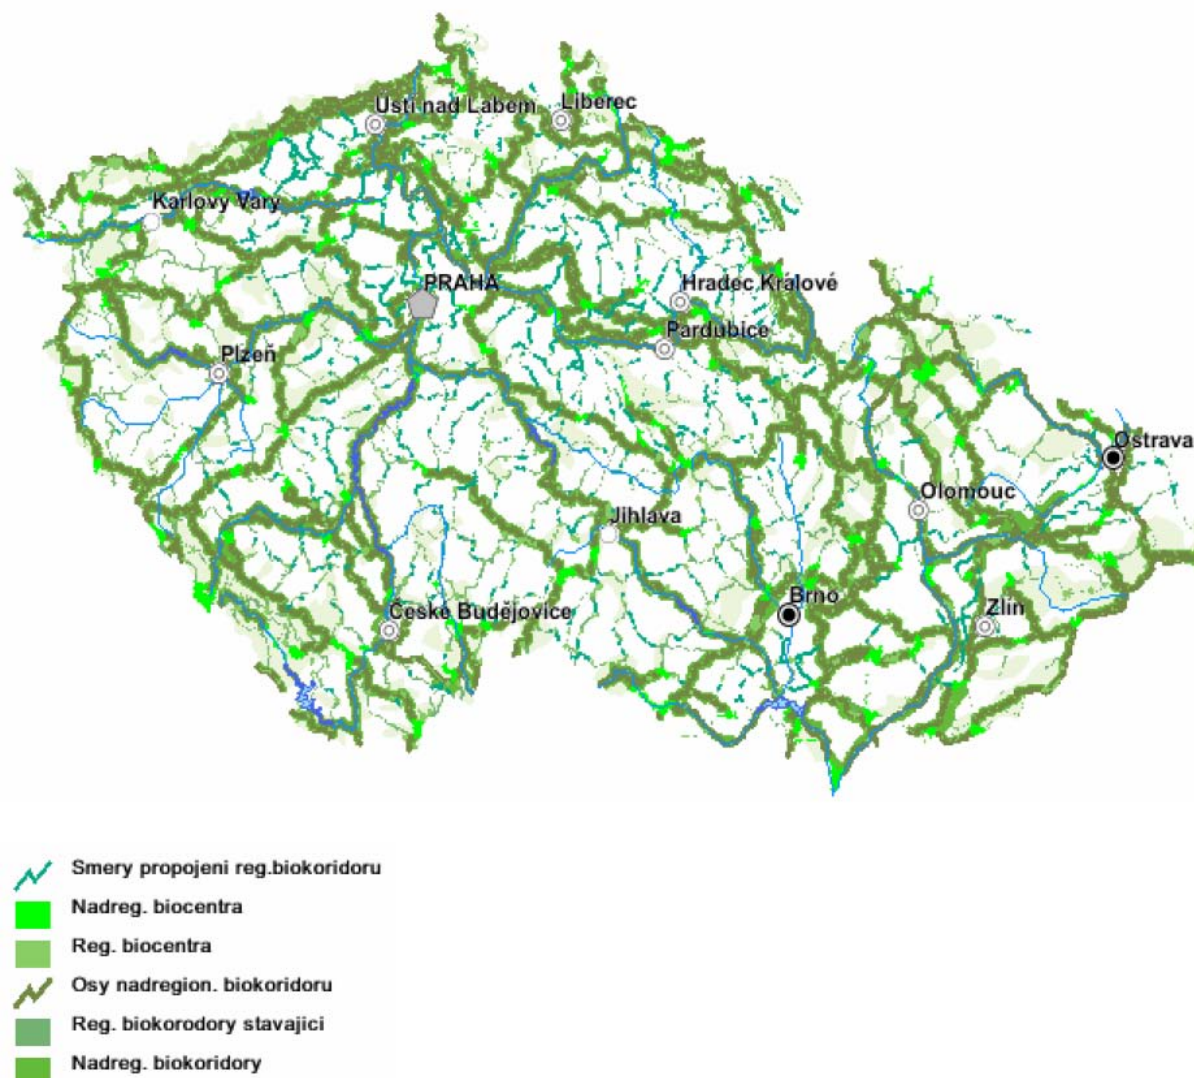 Ústí nad Labem
Liberec
Karlovy Vary
PRAHA
Hradec Králové
Pardubice
Plzeň
Ostrava
Olomouc
Jihlava
Brno
Zlín
České Budějovice
Smery propojeni reg.biokoridoru
Nadreg. biocentra
Reg. biocentra
Osy nadregion. biokoridoru
Reg. biokorodory stavajici
Nadreg. biokoridory